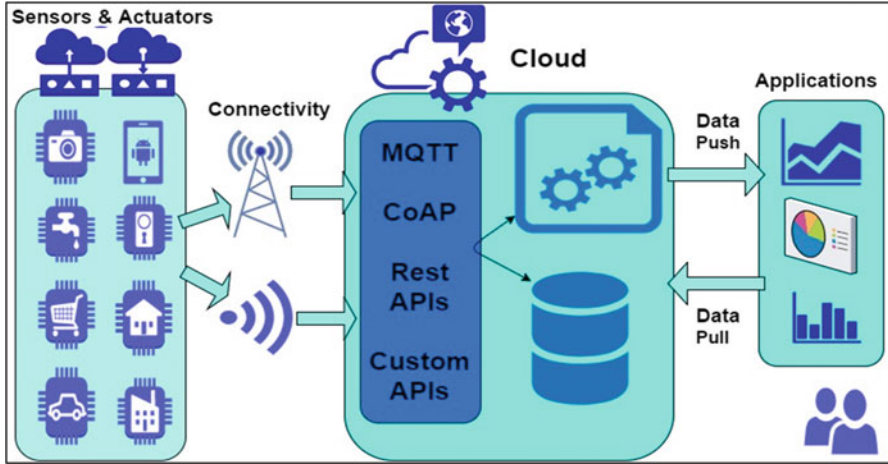 Sensors & Actuators
Connectivity
Cloud
MQTT
CoAP
Rest
APIs
Custom
APIs
Data
Push
Data
Pull
Applications